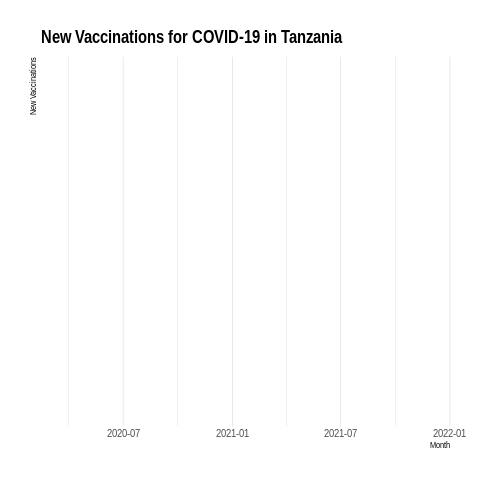 New Vaccinations for COVID-19 in Tanzania
New Vaccinations
2020-07 2021-01 2021-07 2022-01
Month